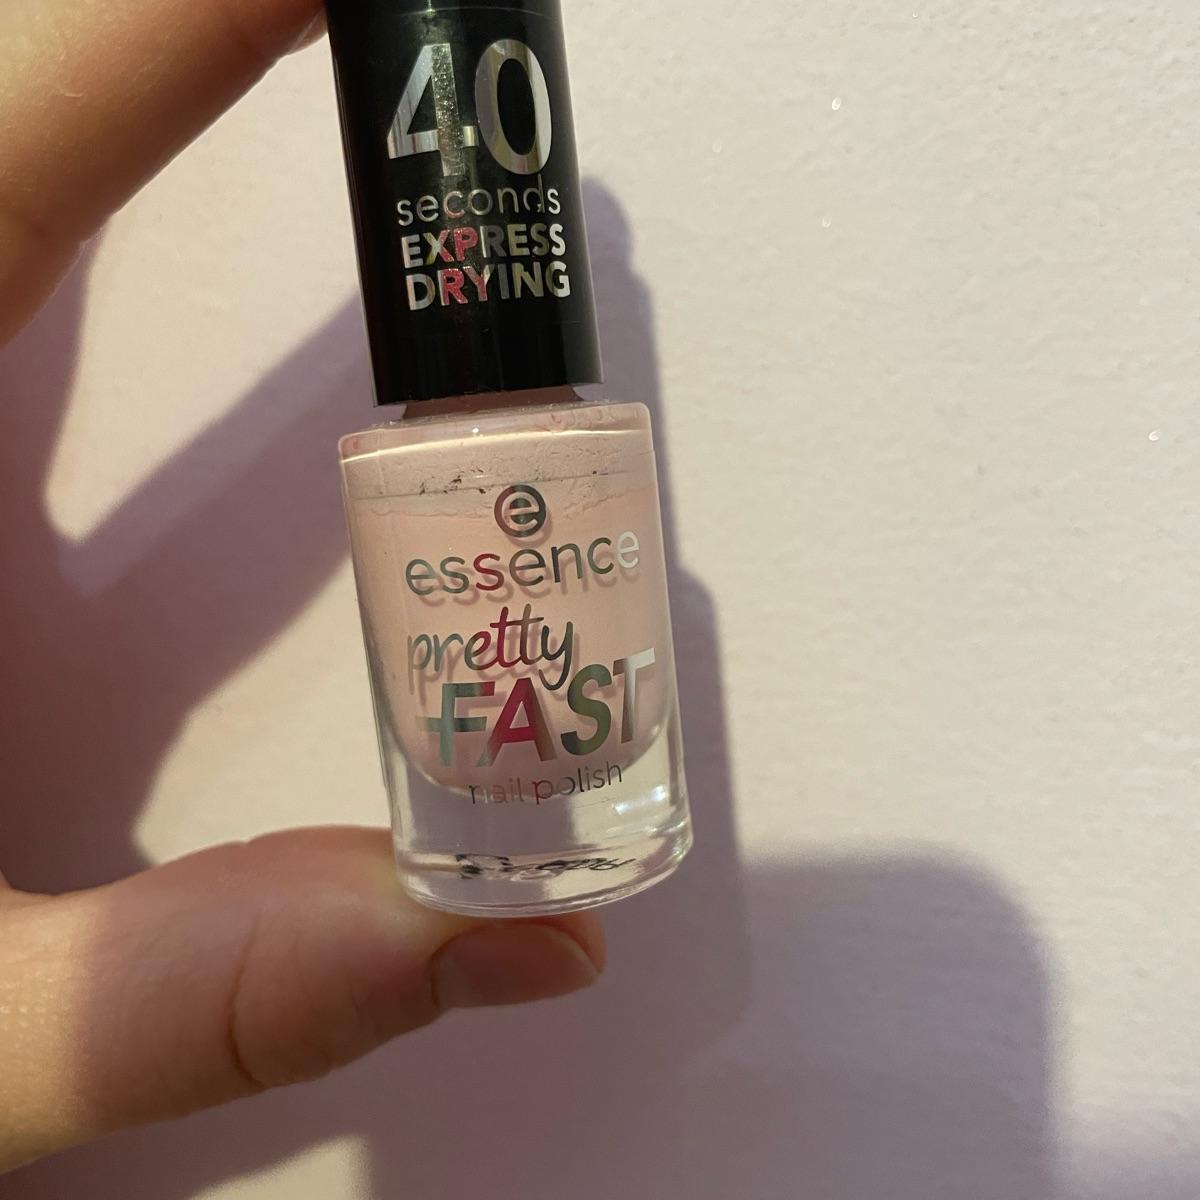 40
seconds
EXPRESS
DRYING
e
essence
pretty
FAST
nail polish